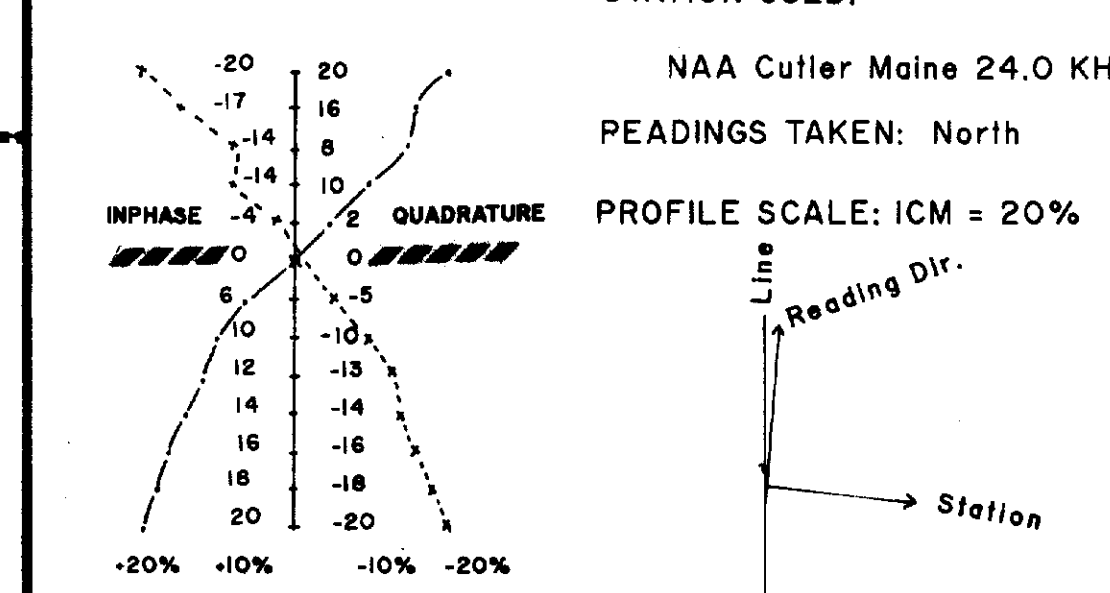 NAA Cutler Maine 24.0 KH
PEADINGS TAKEN: North
PROFILE SCALE: 1CM = 20%
-20 20
-17 16
-14 8
-14 10
INPHASE -4 2 QUADRATURE
0 0
6 -5
10 -10
12 -13
14 -14
16 -16
18 -18
20 -20
+20% +10% -10% -20%
Line
Reading Dir.
Station